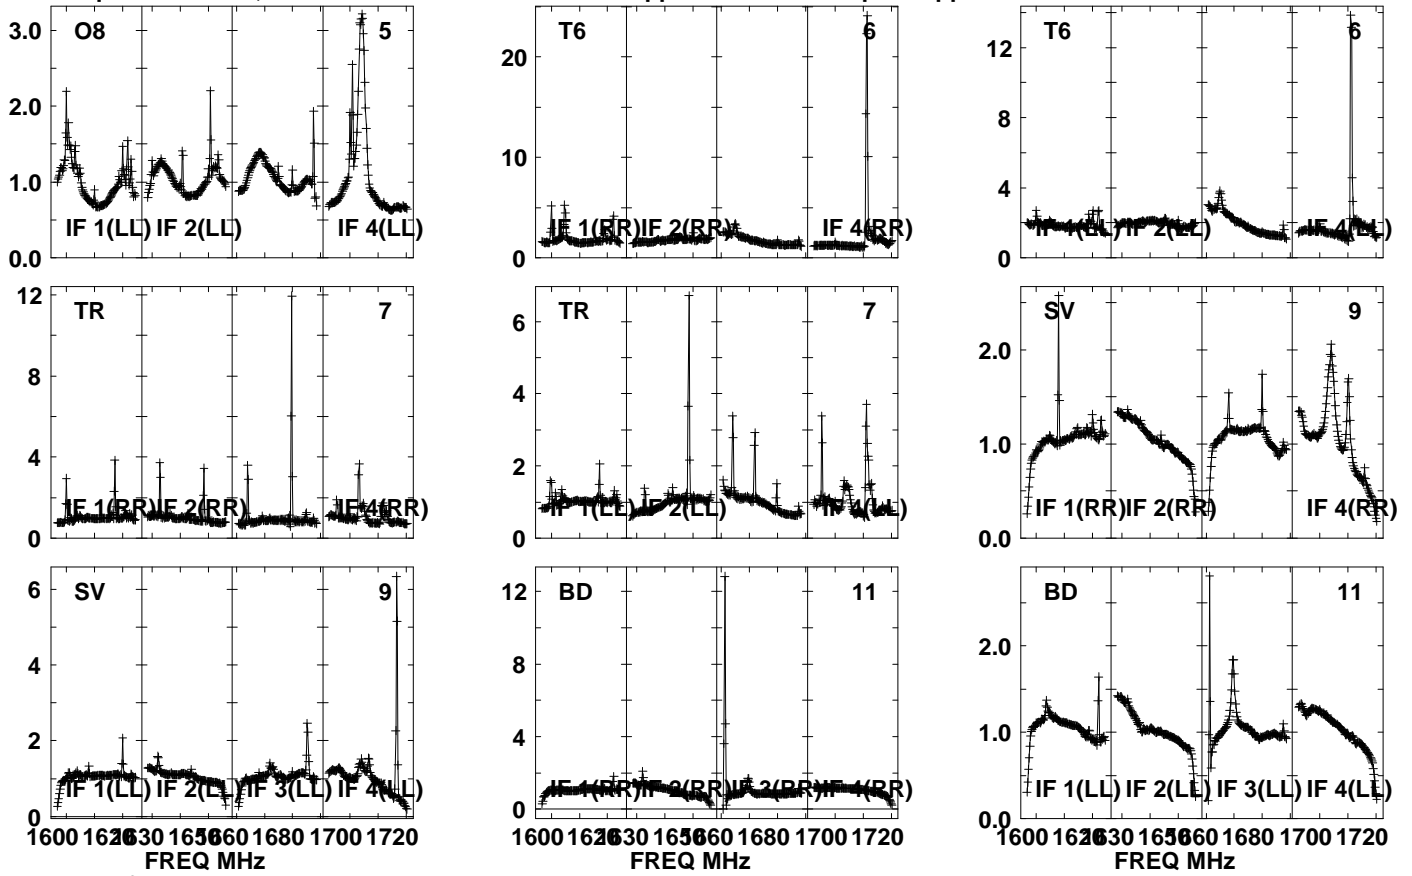 O8 5
3.0
2.0
1.0
0.0
IF 1(LL) IF 2(LL) IF 4(LL)
T6 6
20
10
0
IF 1(RR) IF 2(RR) IF 4(RR)
T6 6
12
8
4
0
IF 1(LL) IF 2(LL) IF 4(LL)
TR 7
12
8
4
0
IF 1(RR) IF 2(RR) IF 4(RR)
TR 7
6
4
2
0
IF 1(LL) IF 2(LL) IF 4(LL)
SV 9
2.0
1.0
0.0
IF 1(RR) IF 2(RR) IF 4(RR)
SV 9
6
4
2
0
IF 1(LL) IF 2(LL) IF 3(LL) IF 4(LL)
1600 1630 1660 1680 1700 1720
FREQ MHz
BD 11
12
8
4
0
IF 1(RR) IF 2(RR) IF 3(RR) IF 4(RR)
1600 1630 1660 1680 1700 1720
FREQ MHz
BD 11
2.0
1.0
0.0
IF 1(LL) IF 2(LL) IF 3(LL) IF 4(LL)
1600 1630 1660 1680 1700 1720
FREQ MHz